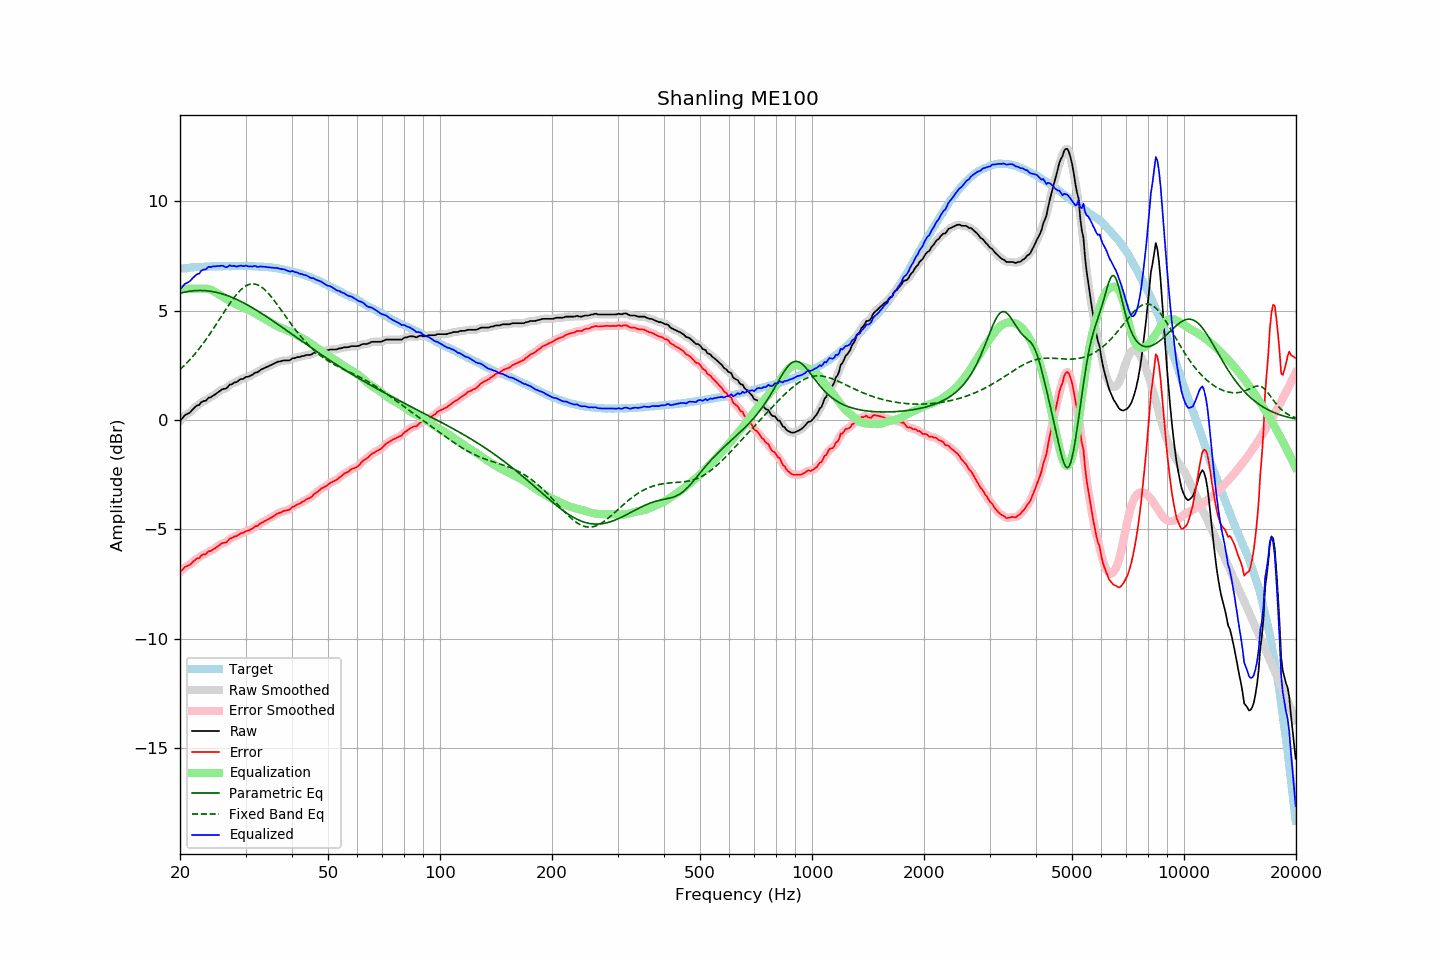 Shanling ME100
Amplitude (dBr)
10
5
0
−5
−10
−15
Target
Raw Smoothed
Error Smoothed
Raw
Error
Equalization
Parametric Eq
Fixed Band Eq
Equalized
20 50 100 200 500 1000 2000 5000 10000 20000
Frequency (Hz)